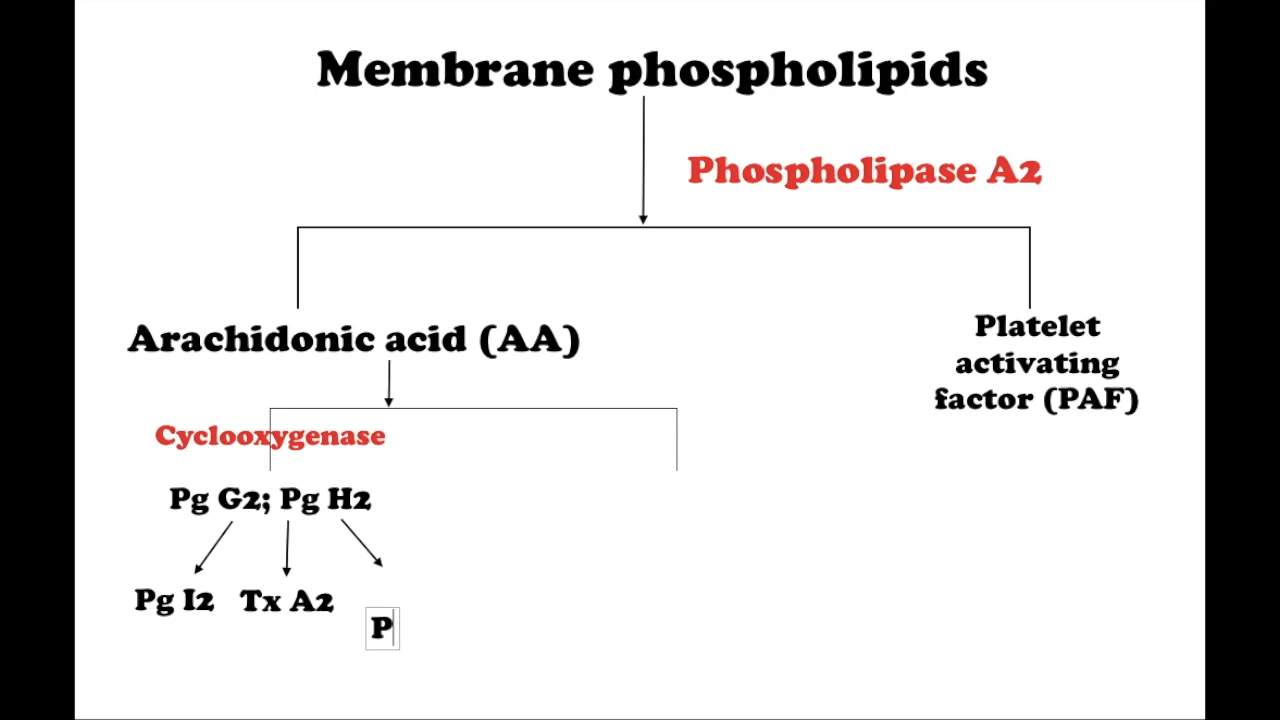 Membrane phospholipids
Phospholipase A2
Arachidonic acid (AA)
Platelet
activating
factor (PAF)
Cyclooxygenase
Pg G2; Pg H2
Pg I2 Tx A2
P